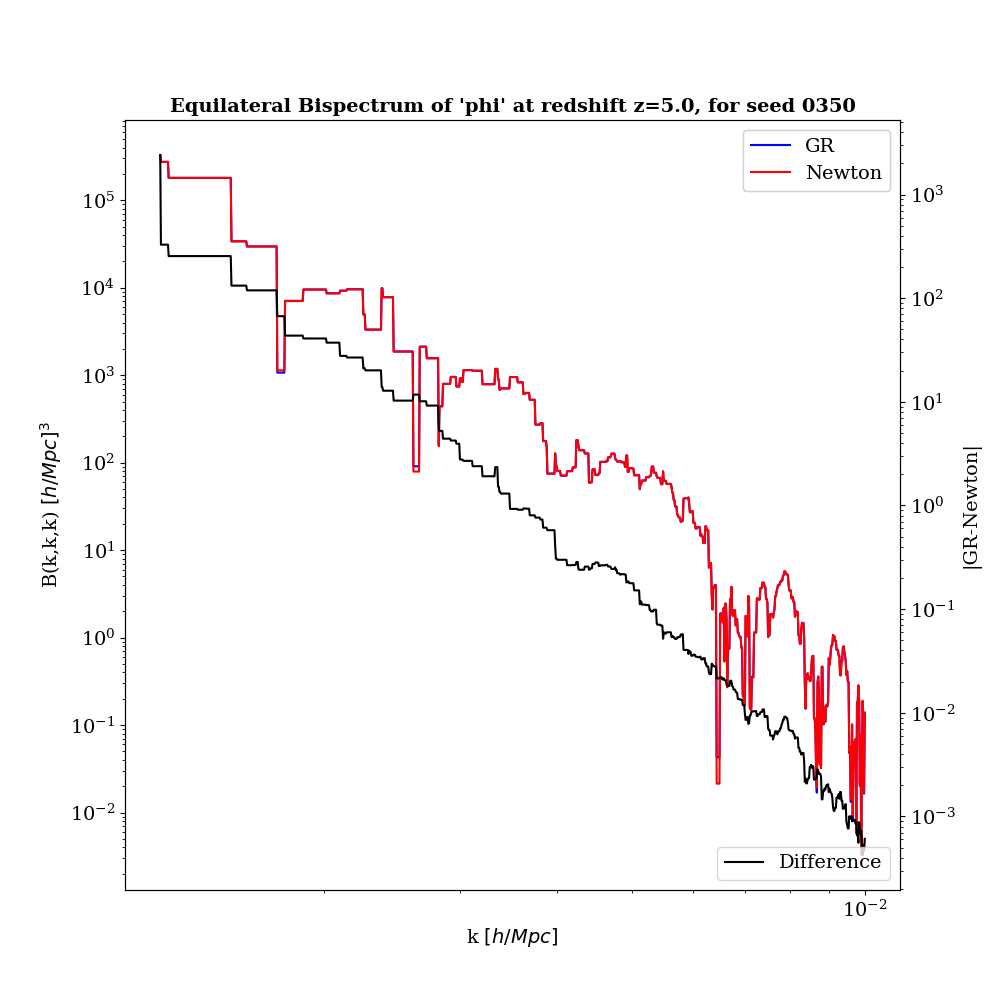 Equilateral Bispectrum of 'phi' at redshift z=5.0, for seed 0350
GR
Newton
10^5
10^4
10^3
10^2
10^1
10^0
10^-1
10^-2
B(k,k,k) [h/Mpc]^3
10^3
10^2
10^1
10^0
10^-1
10^-2
10^-3
|GR-Newton|
Difference
10^-2
k [h/Mpc]